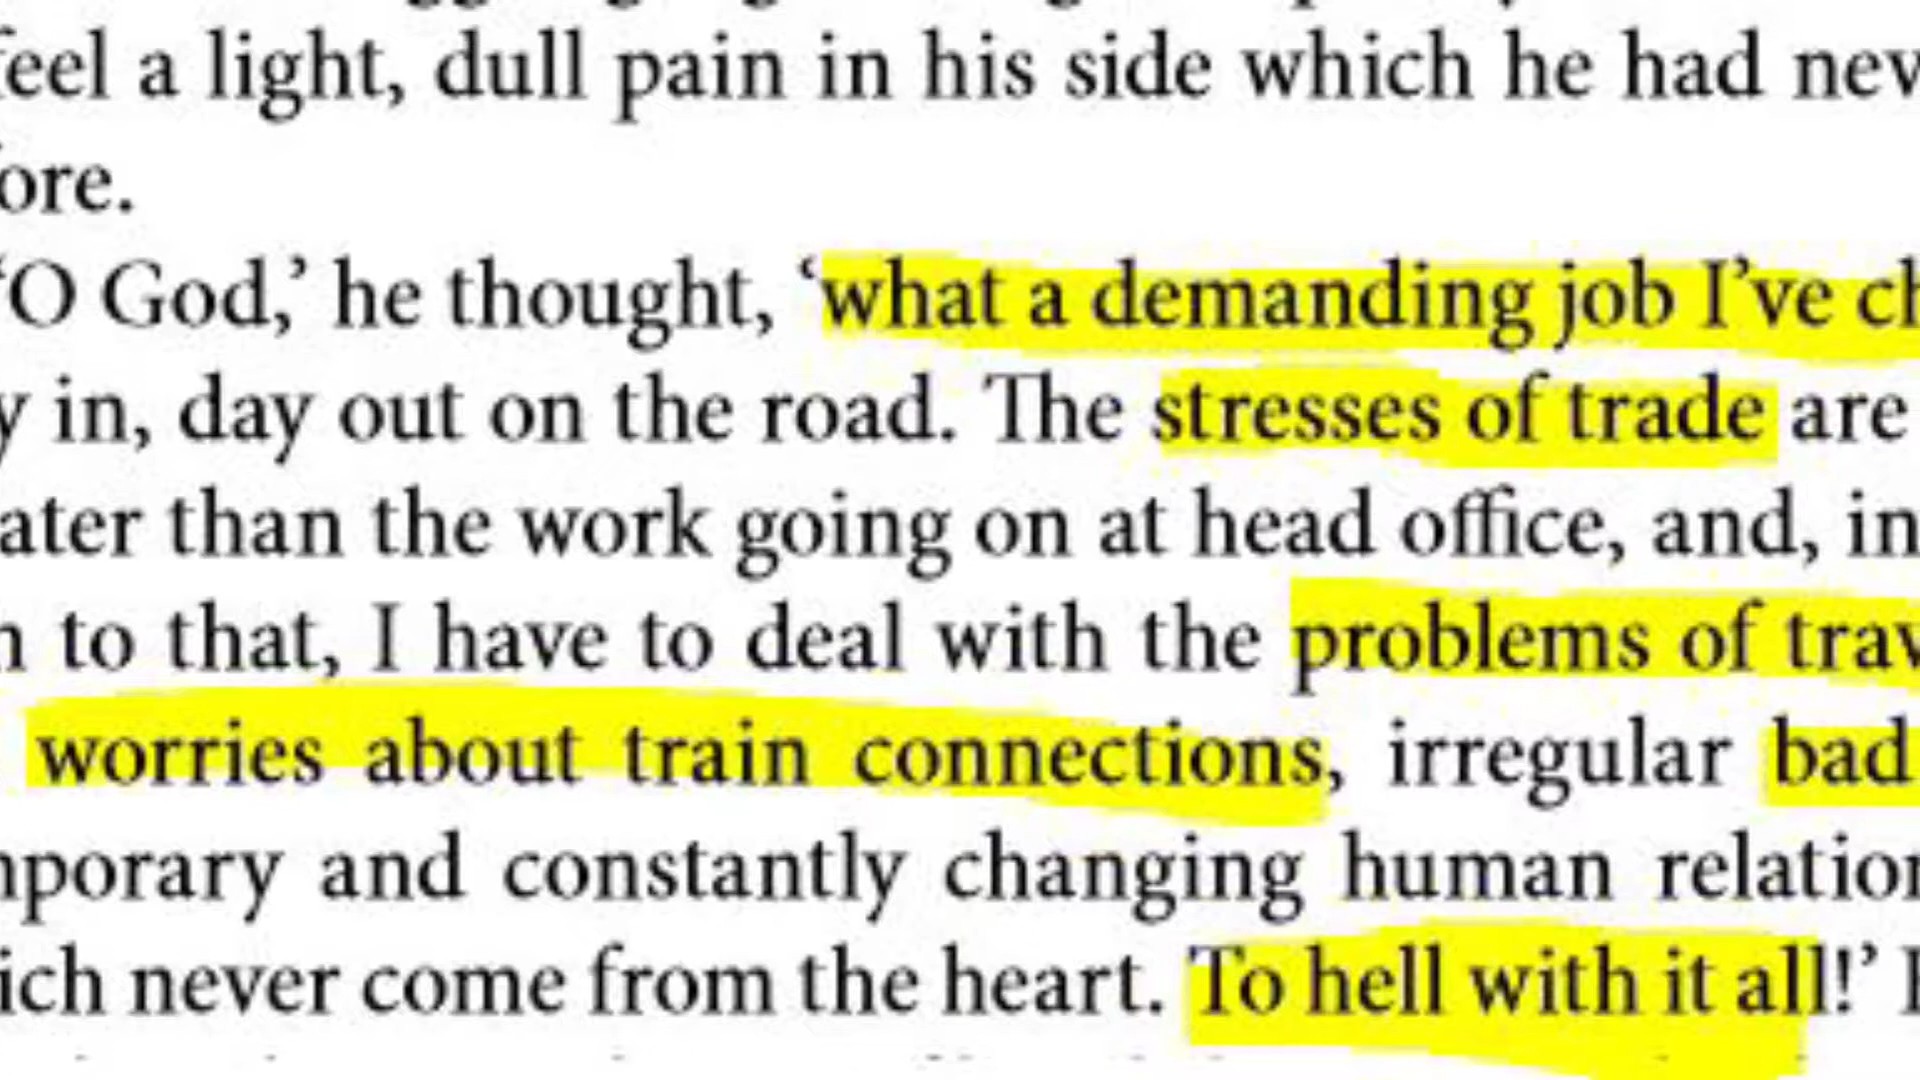 feel a light, dull pain in his side which he had nev
ore.
‘O God,’ he thought, ‘what a demanding job I’ve ch
y in, day out on the road. The stresses of trade are
ater than the work going on at head office, and, in
n to that, I have to deal with the problems of trav
worries about train connections, irregular bad
mporary and constantly changing human relation
ich never come from the heart. To hell with it all!’